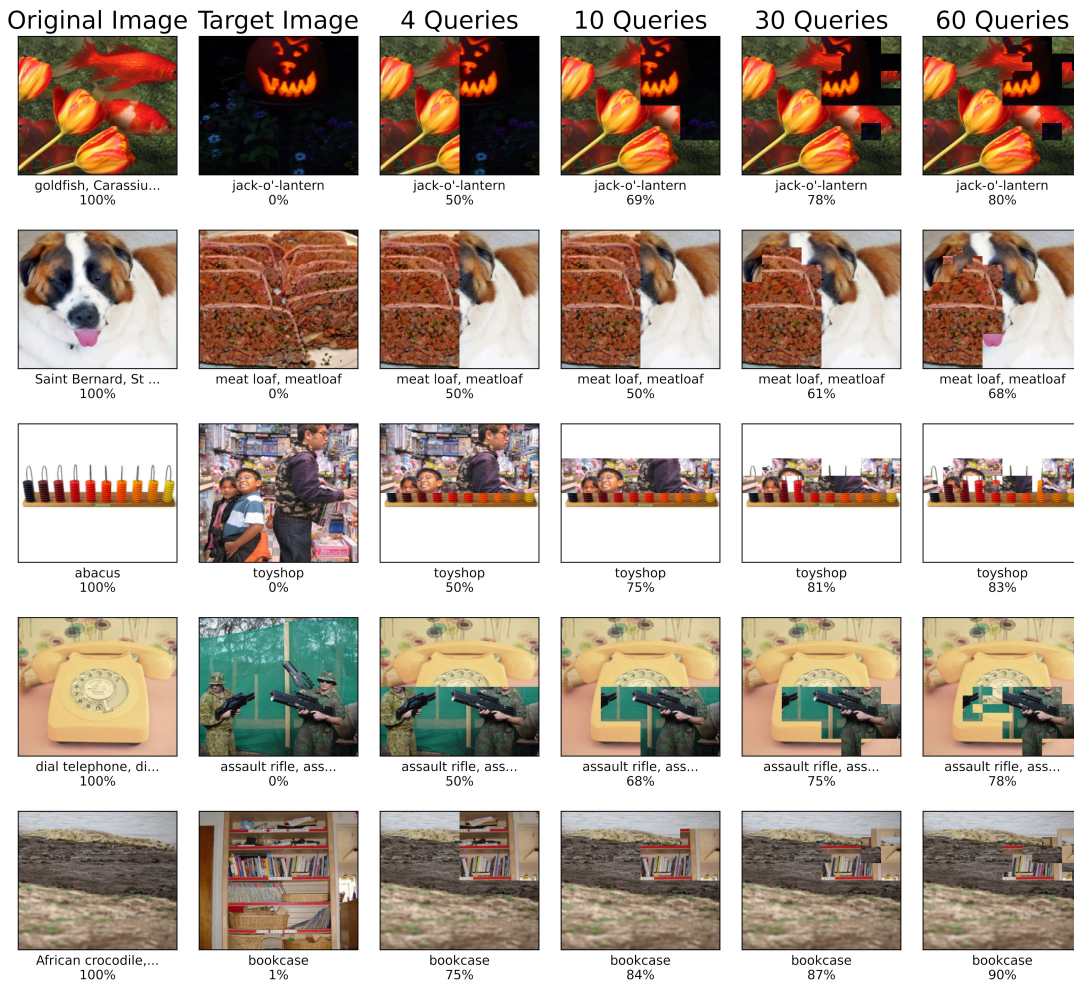 Original Image Target Image 4 Queries 10 Queries 30 Queries 60 Queries
goldfish, Carassiu... jack-o'-lantern jack-o'-lantern jack-o'-lantern jack-o'-lantern jack-o'-lantern
100% 0% 50% 69% 78% 80%
Saint Bernard, St ... meat loaf, meatloaf meat loaf, meatloaf meat loaf, meatloaf meat loaf, meatloaf meat loaf, meatloaf
100% 0% 50% 50% 61% 68%
abacus toyshop toyshop toyshop toyshop toyshop
100% 0% 50% 75% 81% 83%
dial telephone, di... assault rifle, ass... assault rifle, ass... assault rifle, ass... assault rifle, ass... assault rifle, ass...
100% 0% 50% 68% 75% 78%
African crocodile,... bookcase bookcase bookcase bookcase bookcase
100% 1% 75% 84% 87% 90%